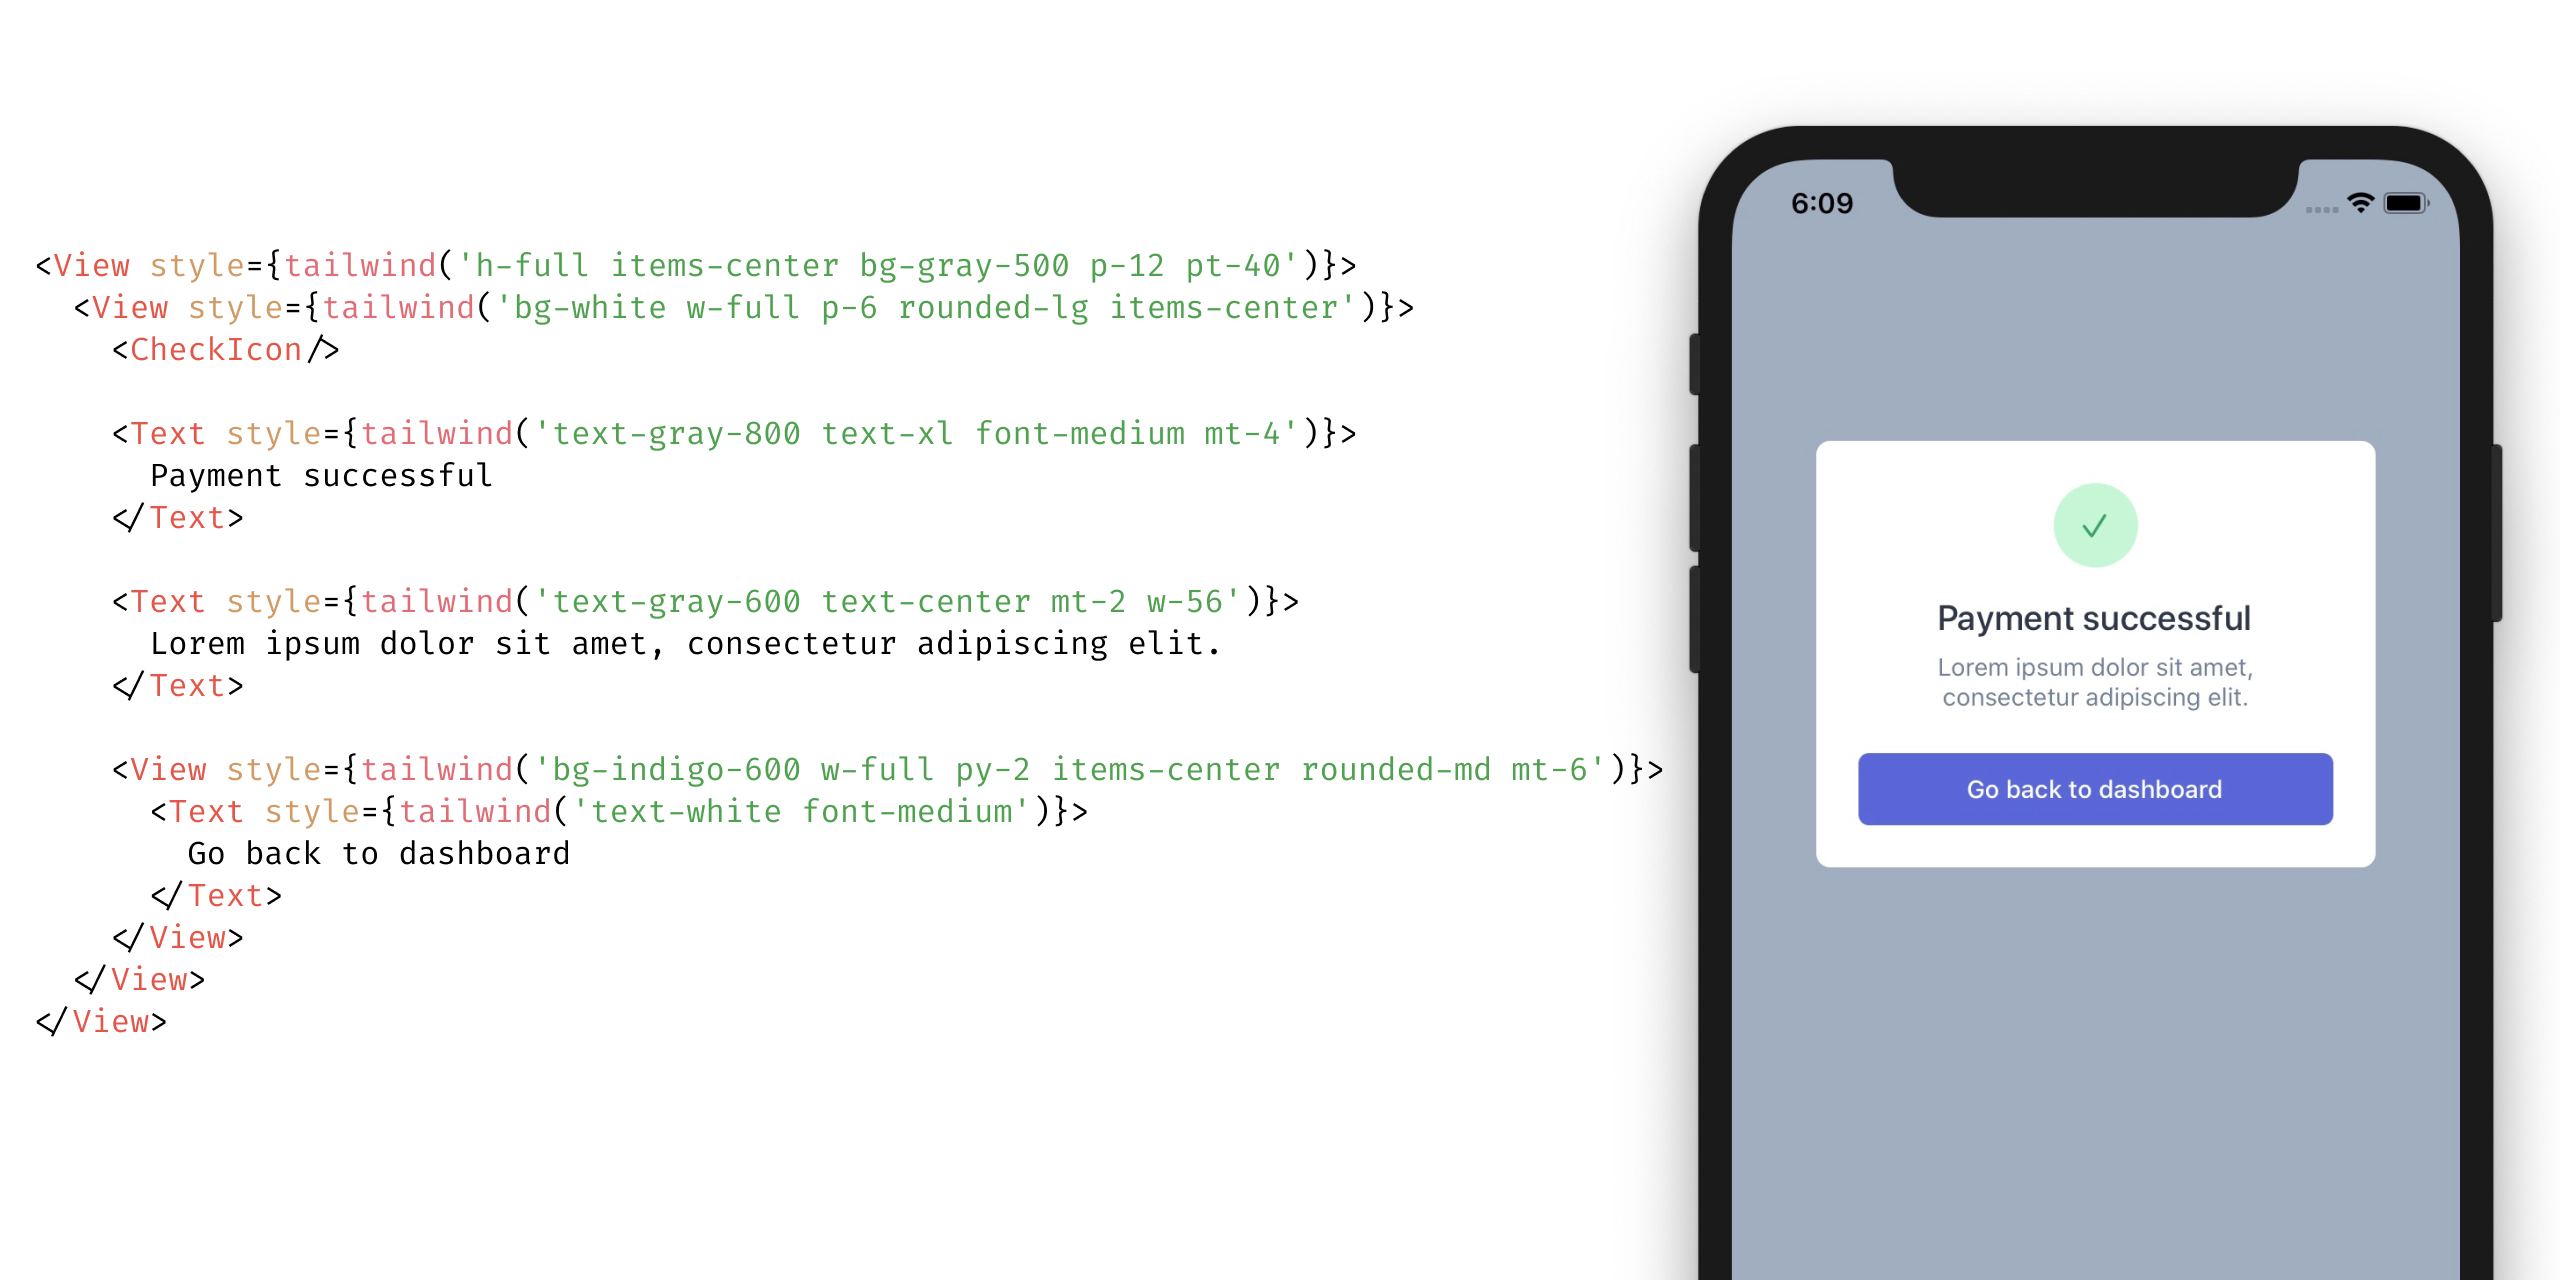 <View style={tailwind('h-full items-center bg-gray-500 p-12 pt-40')}>
  <View style={tailwind('bg-white w-full p-6 rounded-lg items-center')}>
    <CheckIcon/>
    <Text style={tailwind('text-gray-800 text-xl font-medium mt-4')}>
      Payment successful
    </Text>
    <Text style={tailwind('text-gray-600 text-center mt-2 w-56')}>
      Lorem ipsum dolor sit amet, consectetur adipiscing elit.
    </Text>
    <View style={tailwind('bg-indigo-600 w-full py-2 items-center rounded-md mt-6')}>
      <Text style={tailwind('text-white font-medium')}>
        Go back to dashboard
      </Text>
    </View>
  </View>
</View>
6:09
Payment successful
Lorem ipsum dolor sit amet,
consectetur adipiscing elit.
Go back to dashboard